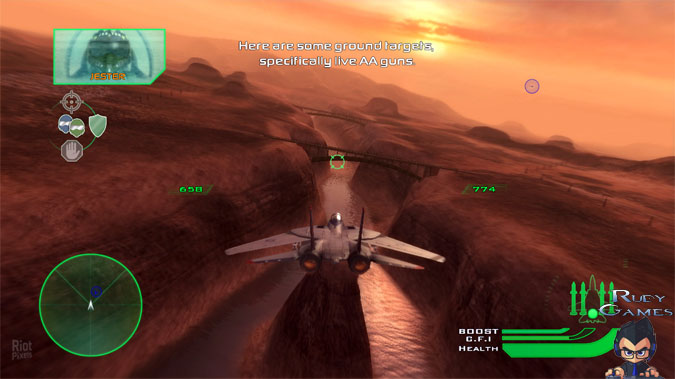 Here are some ground targets,
specifically live AA guns.
JESTER
658
774
Ruey
Games
BOOST
C.F.I
Health
Riot
Pixels